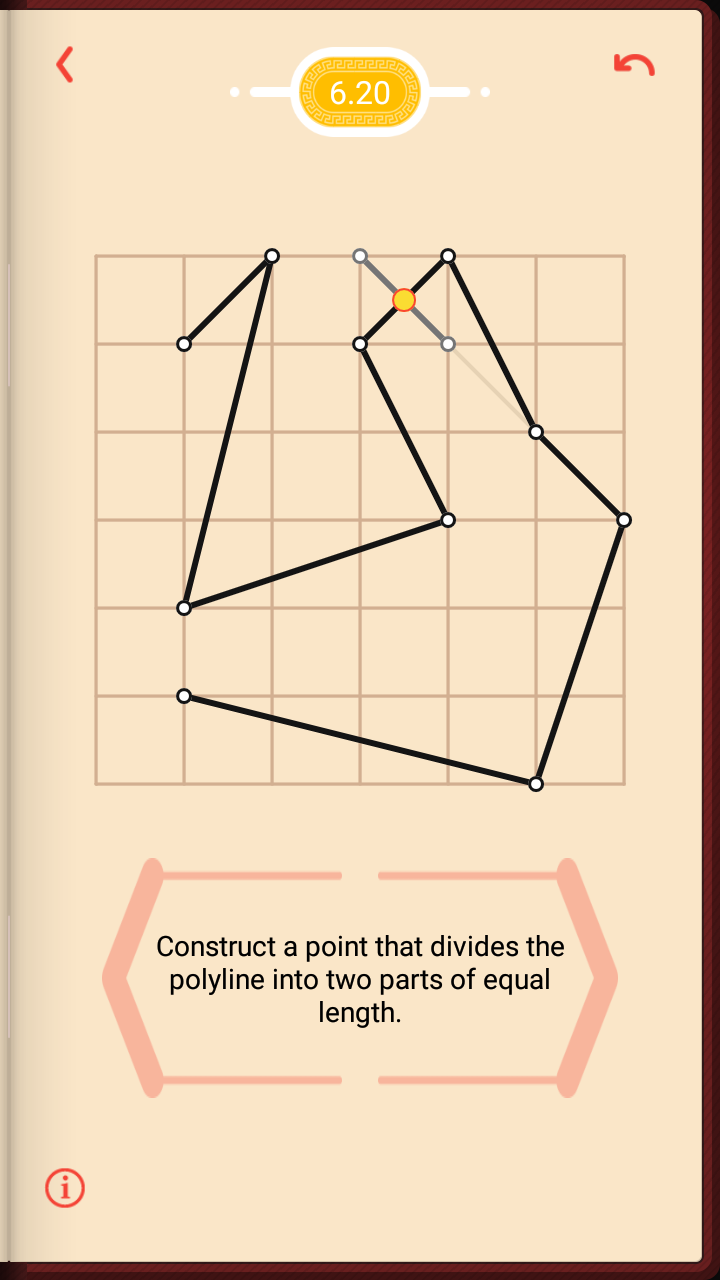 6.20
Construct a point that divides the
polyline into two parts of equal
length.
i